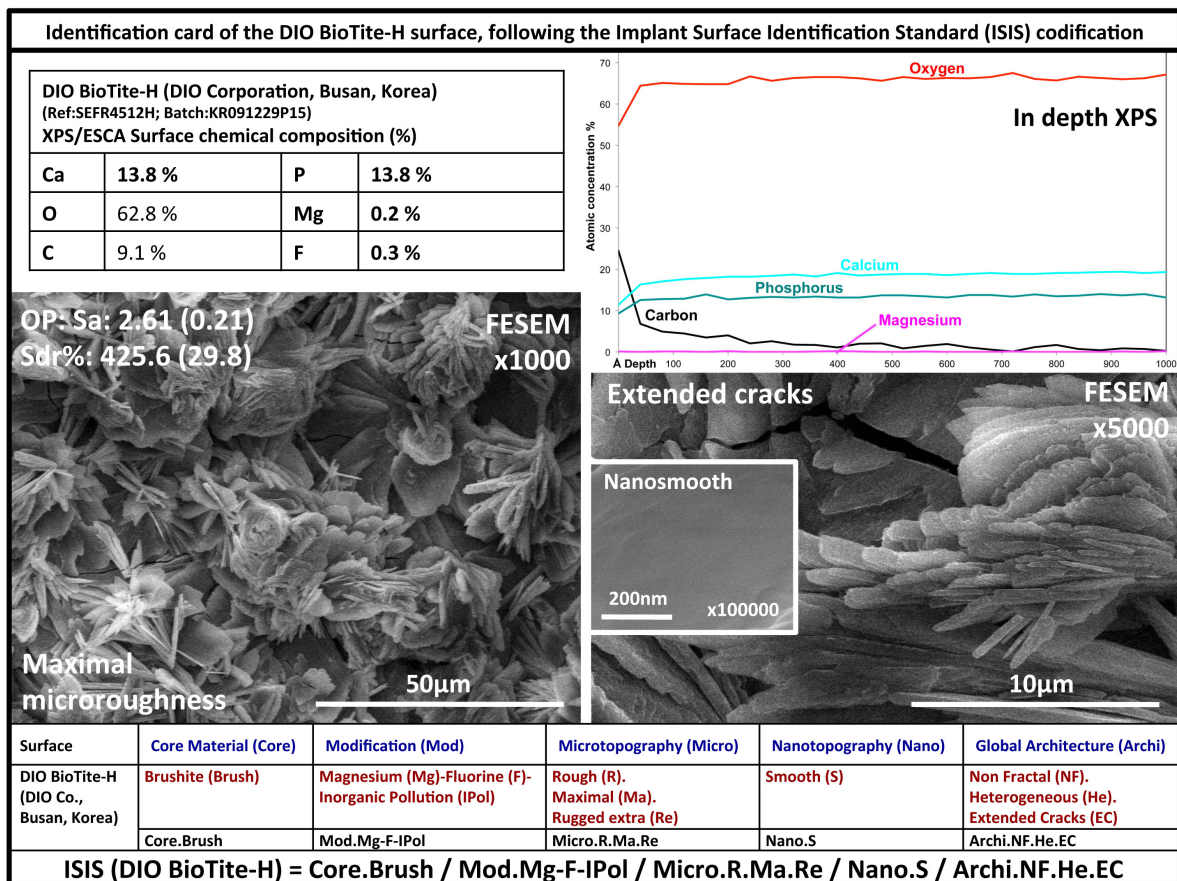 Identification card of the DIO BioTite-H surface, following the Implant Surface Identification Standard (ISIS) codification
DIO BioTite-H (DIO Corporation, Busan, Korea)
(Ref:SEFR4512H; Batch:KR091229P15)
XPS/ESCA Surface chemical composition (%)
Ca 13.8 % P 13.8 %
O 62.8 % Mg 0.2 %
C 9.1 % F 0.3 %
In depth XPS
Atomic concentration %
70
60
50
40
30
20
10
0
Oxygen
Calcium
Phosphorus
Carbon
Magnesium
A Depth 100 200 300 400 500 600 700 800 900 1000
OP: Sa: 2.61 (0.21)
Sdr%: 425.6 (29.8)
FESEM
x1000
Maximal
microroughness
50µm
Extended cracks
FESEM
x5000
Nanosmooth
200nm
x100000
10µm
Surface Core Material (Core) Modification (Mod) Microtopography (Micro) Nanotopography (Nano) Global Architecture (Archi)
DIO BioTite-H
(DIO Co.,
Busan, Korea)
Brushite (Brush)
Magnesium (Mg)-Fluorine (F)-
Inorganic Pollution (IPol)
Rough (R).
Maximal (Ma).
Rugged extra (Re)
Smooth (S)
Non Fractal (NF).
Heterogeneous (He).
Extended Cracks (EC)
Core.Brush Mod.Mg-F-IPol Micro.R.Ma.Re Nano.S Archi.NF.He.EC
ISIS (DIO BioTite-H) = Core.Brush / Mod.Mg-F-IPol / Micro.R.Ma.Re / Nano.S / Archi.NF.He.EC